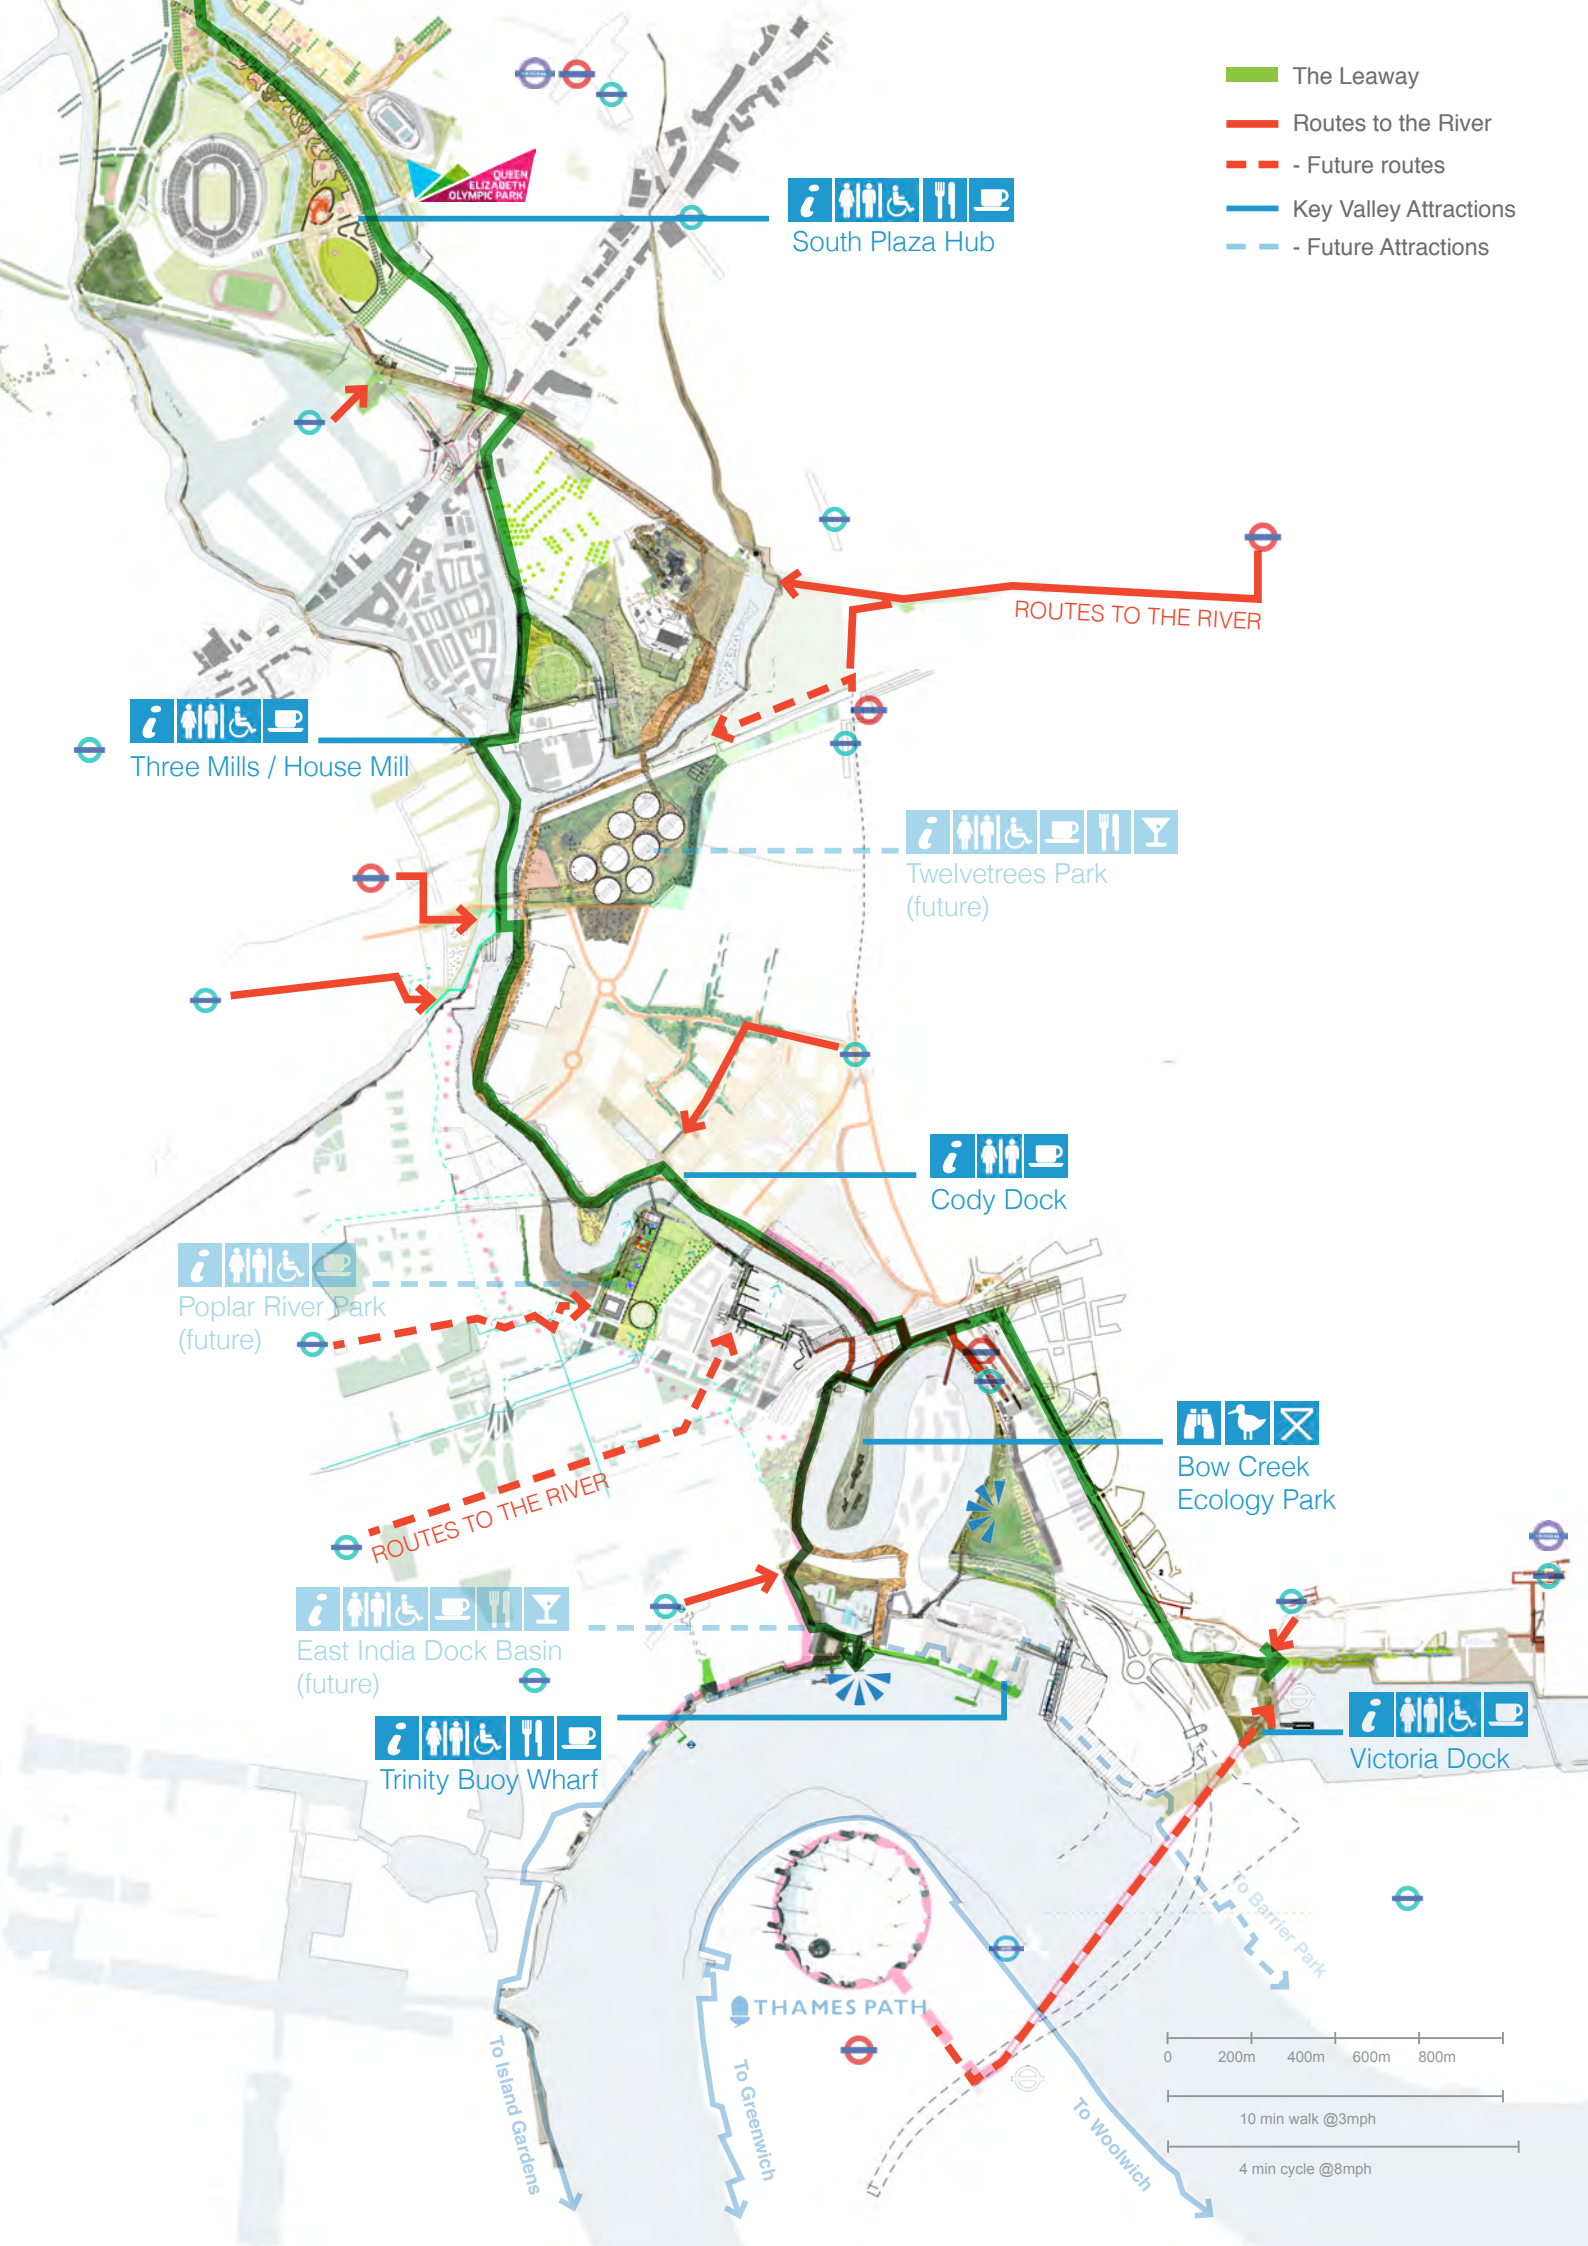 The Leaway
Routes to the River
- Future routes
Key Valley Attractions
- Future Attractions
QUEEN
ELIZABETH
OLYMPIC PARK
South Plaza Hub
ROUTES TO THE RIVER
Three Mills / House Mill
Twelvetrees Park
(future)
Cody Dock
Poplar River Park
(future)
Bow Creek
Ecology Park
ROUTES TO THE RIVER
East India Dock Basin
(future)
Trinity Buoy Wharf
Victoria Dock
To Barrier Park
THAMES PATH
To Island Gardens
To Greenwich
To Woolwich
0 200m 400m 600m 800m
10 min walk @3mph
4 min cycle @8mph